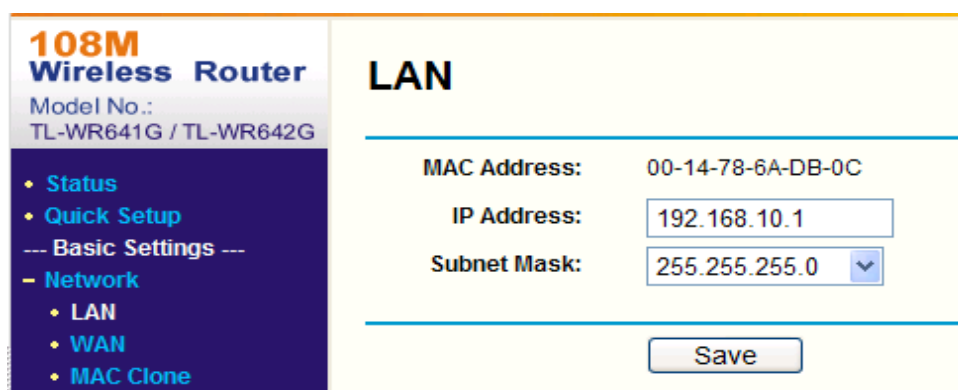 108M
Wireless Router
Model No.:
TL-WR641G / TL-WR642G
• Status
• Quick Setup
--- Basic Settings ---
– Network
• LAN
• WAN
• MAC Clone
LAN
MAC Address: 00-14-78-6A-DB-0C
IP Address: 192.168.10.1
Subnet Mask: 255.255.255.0
Save